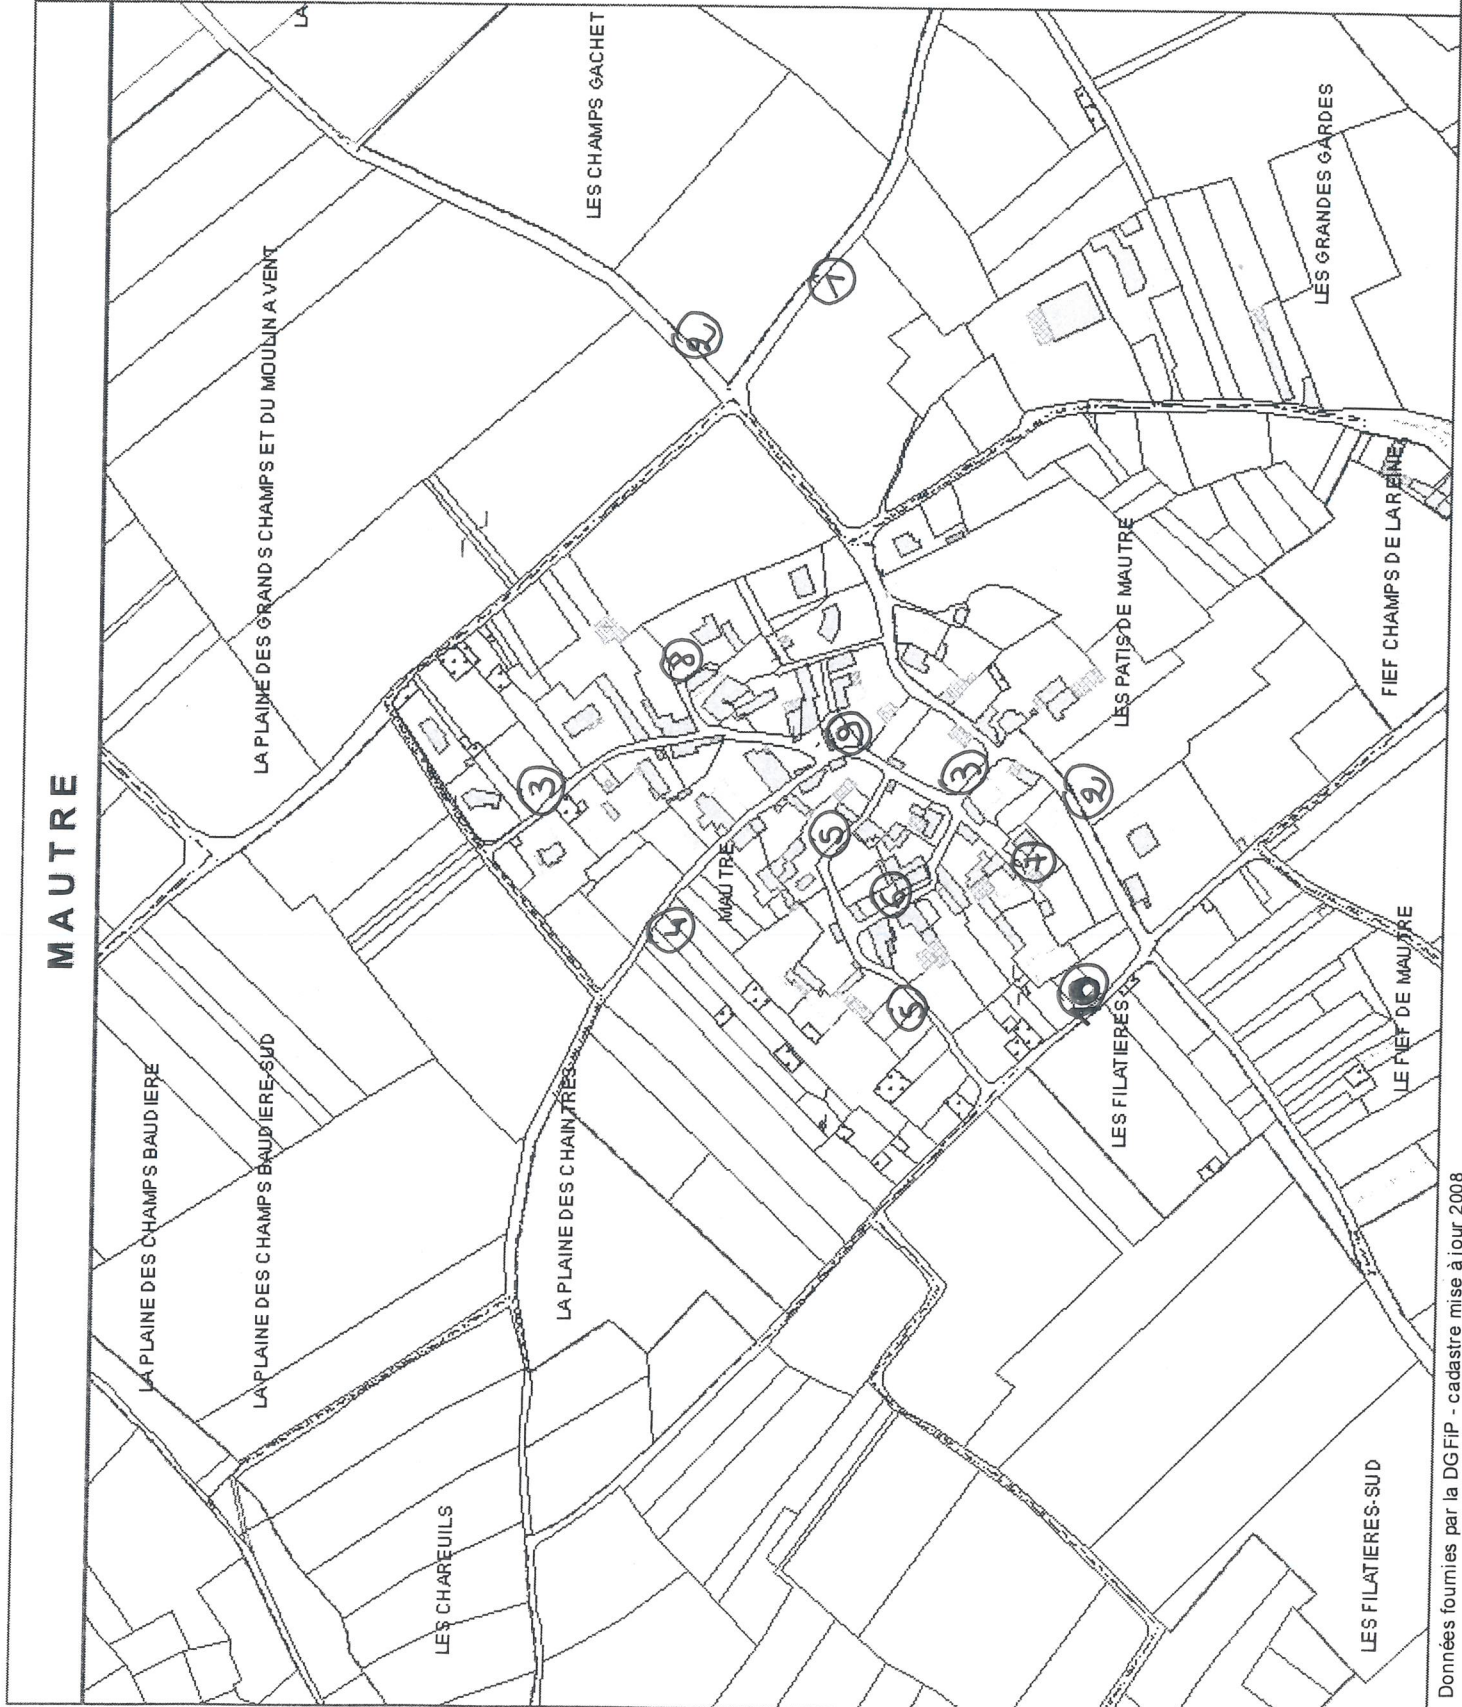 MAUTRE
LA
LES CHAMPS GACHET
LA PLAINE DES GRANDS CHAMPS ET DU MOULIN A VENT
LES GRANDES GARDES
1
2
8
3
9
3
2
5
7
6
4
MAUTRE
5
LES PATIS DE MAUTRE
FIEF CHAMPS DE LARENE
LES FILATIERES
LE FIEF DE MAUTRE
LA PLAINE DES CHAMPS BAUDIERE
LA PLAINE DES CHAMPS BAUDIERE-SUD
LA PLAINE DES CHAINTRES
LES CHAREUILS
LES FILATIERES-SUD
Données fournies par la DGFiP - cadastre mise à jour 2008